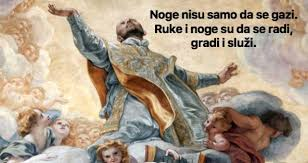 Noge nisu samo da se gazi.
Ruke i noge su da se radi,
gradi i služi.